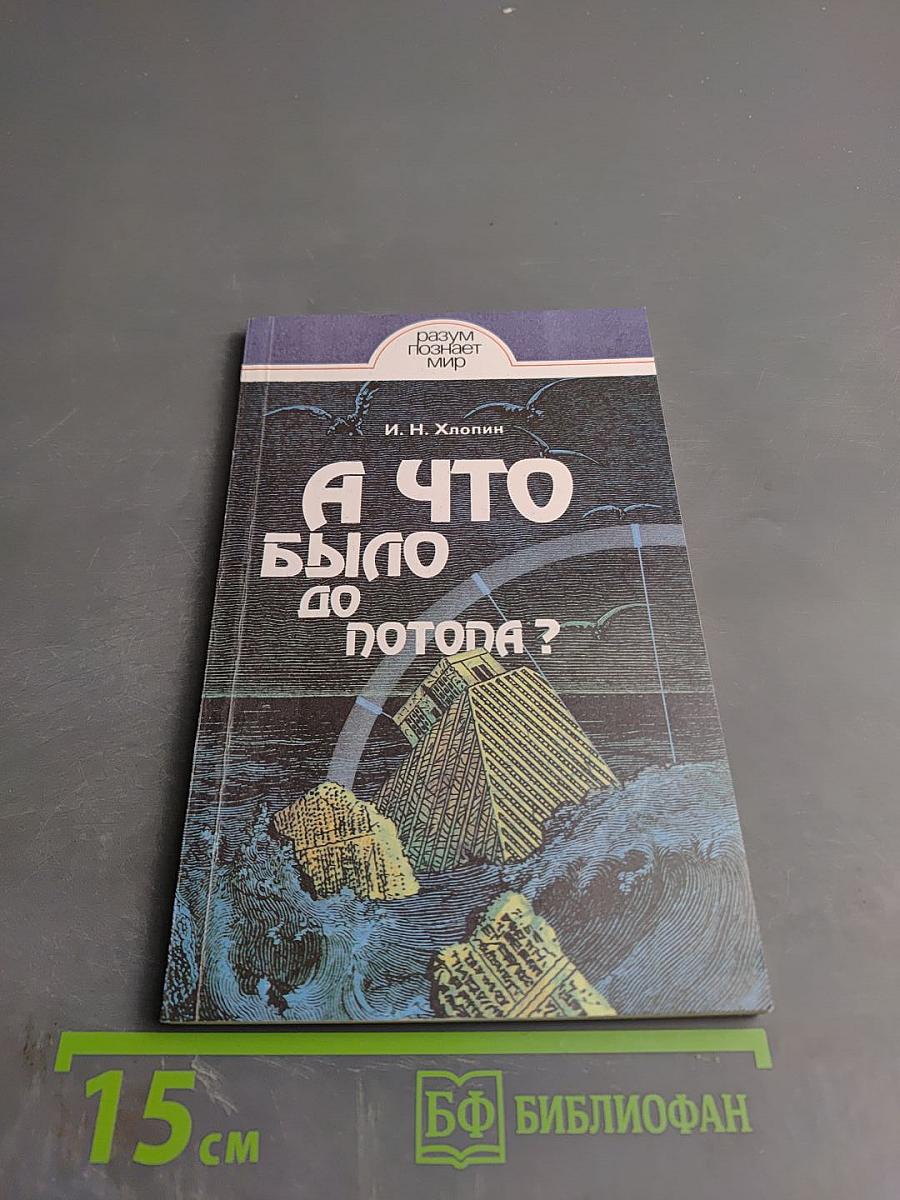 разум
познает
мир
И. Н. Хлопин
А ЧТО
БЫЛО
ДО
ПОТОПА?
15 см
БФ БИБЛИОФАН